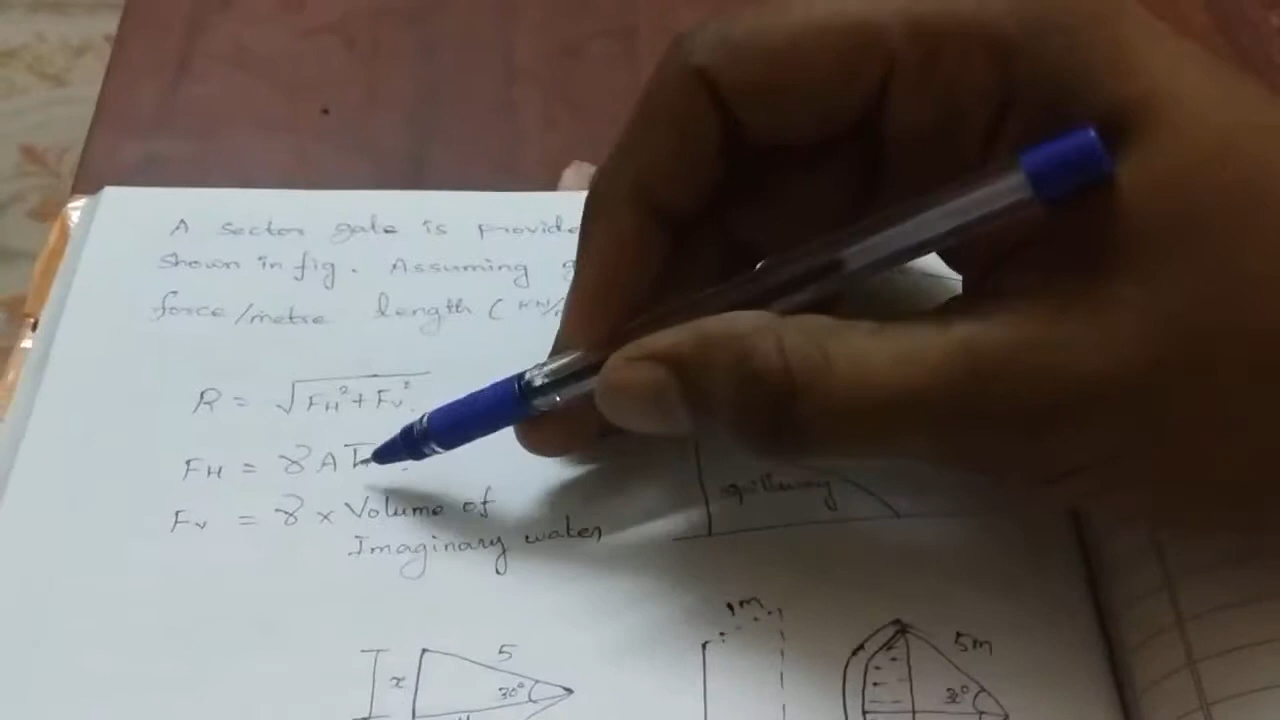 A sector gate is provide
Shown in fig. Assuming
force/metre length (KN/
R = √FH² + Fv²
FH = γ A
Fv = γ × Volume of
Imaginary water
spillway
1m
5
x
30°
5m
30°